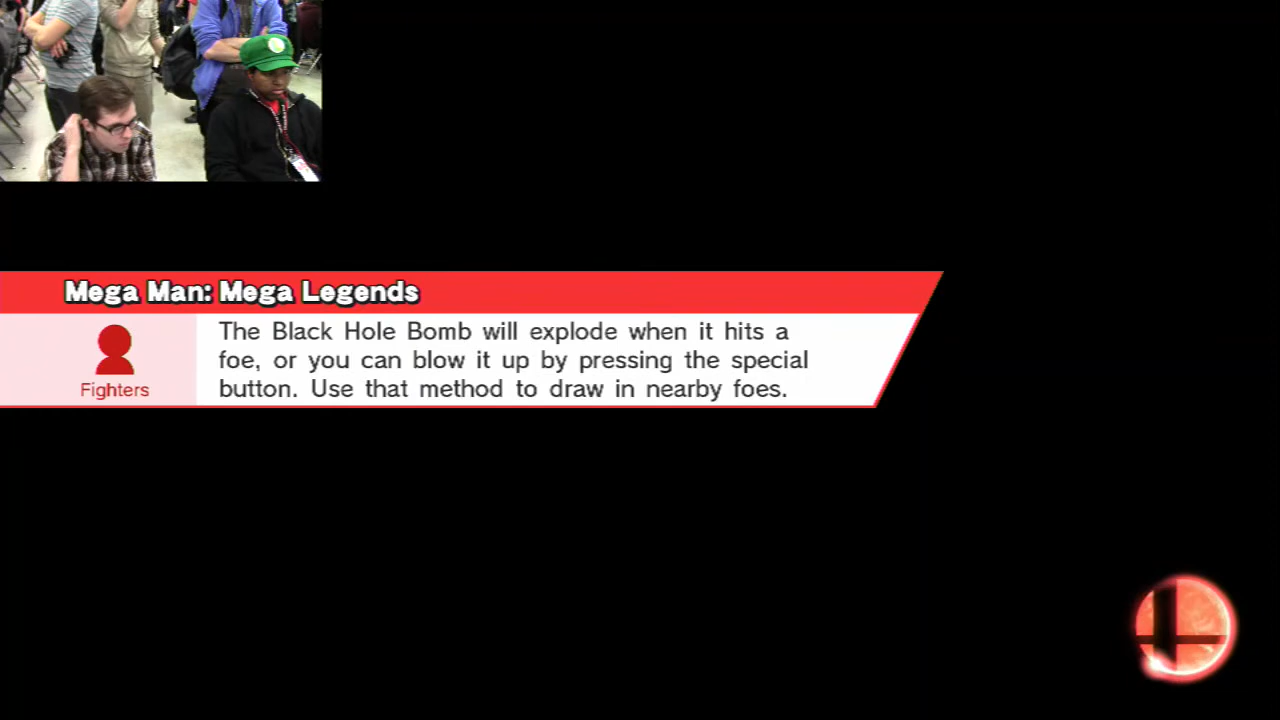 Mega Man: Mega Legends
Fighters
The Black Hole Bomb will explode when it hits a
foe, or you can blow it up by pressing the special
button. Use that method to draw in nearby foes.